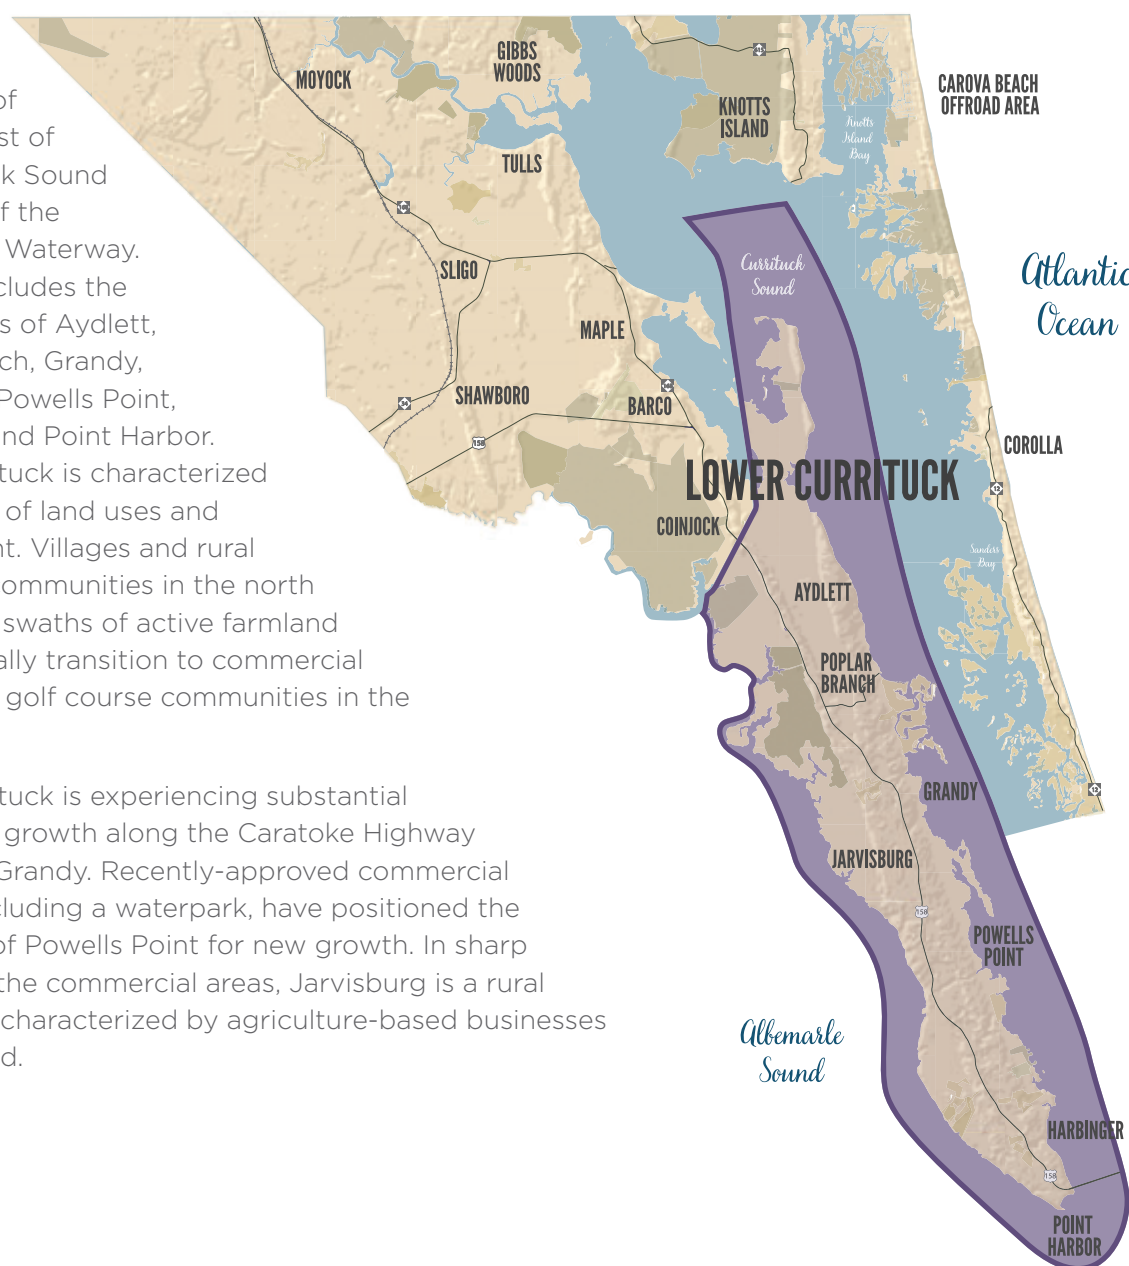 of
st of
k Sound
f the
Waterway.
cludes the
s of Aydlett,
ch, Grandy,
Powells Point,
nd Point Harbor.
tuck is characterized
of land uses and
nt. Villages and rural
ommunities in the north
swaths of active farmland
ally transition to commercial
golf course communities in the
tuck is experiencing substantial
growth along the Caratoke Highway
Grandy. Recently-approved commercial
cluding a waterpark, have positioned the
of Powells Point for new growth. In sharp
the commercial areas, Jarvisburg is a rural
characterized by agriculture-based businesses
d.
MOYOCK
GIBBS
WOODS
TULLS
KNOTTS
ISLAND
Knotts
Island
Bay
CAROVA BEACH
OFFROAD AREA
Atlantic
Ocean
SLIGO
Currituck
Sound
MAPLE
SHAWBORO
34
158
BARCO
COROLLA
12
LOWER CURRITUCK
COINJOCK
Sanders
Bay
AYDLETT
POPLAR
BRANCH
GRANDY
12
JARVISBURG
158
POWELLS
POINT
Albemarle
Sound
HARBINGER
158
POINT
HARBOR